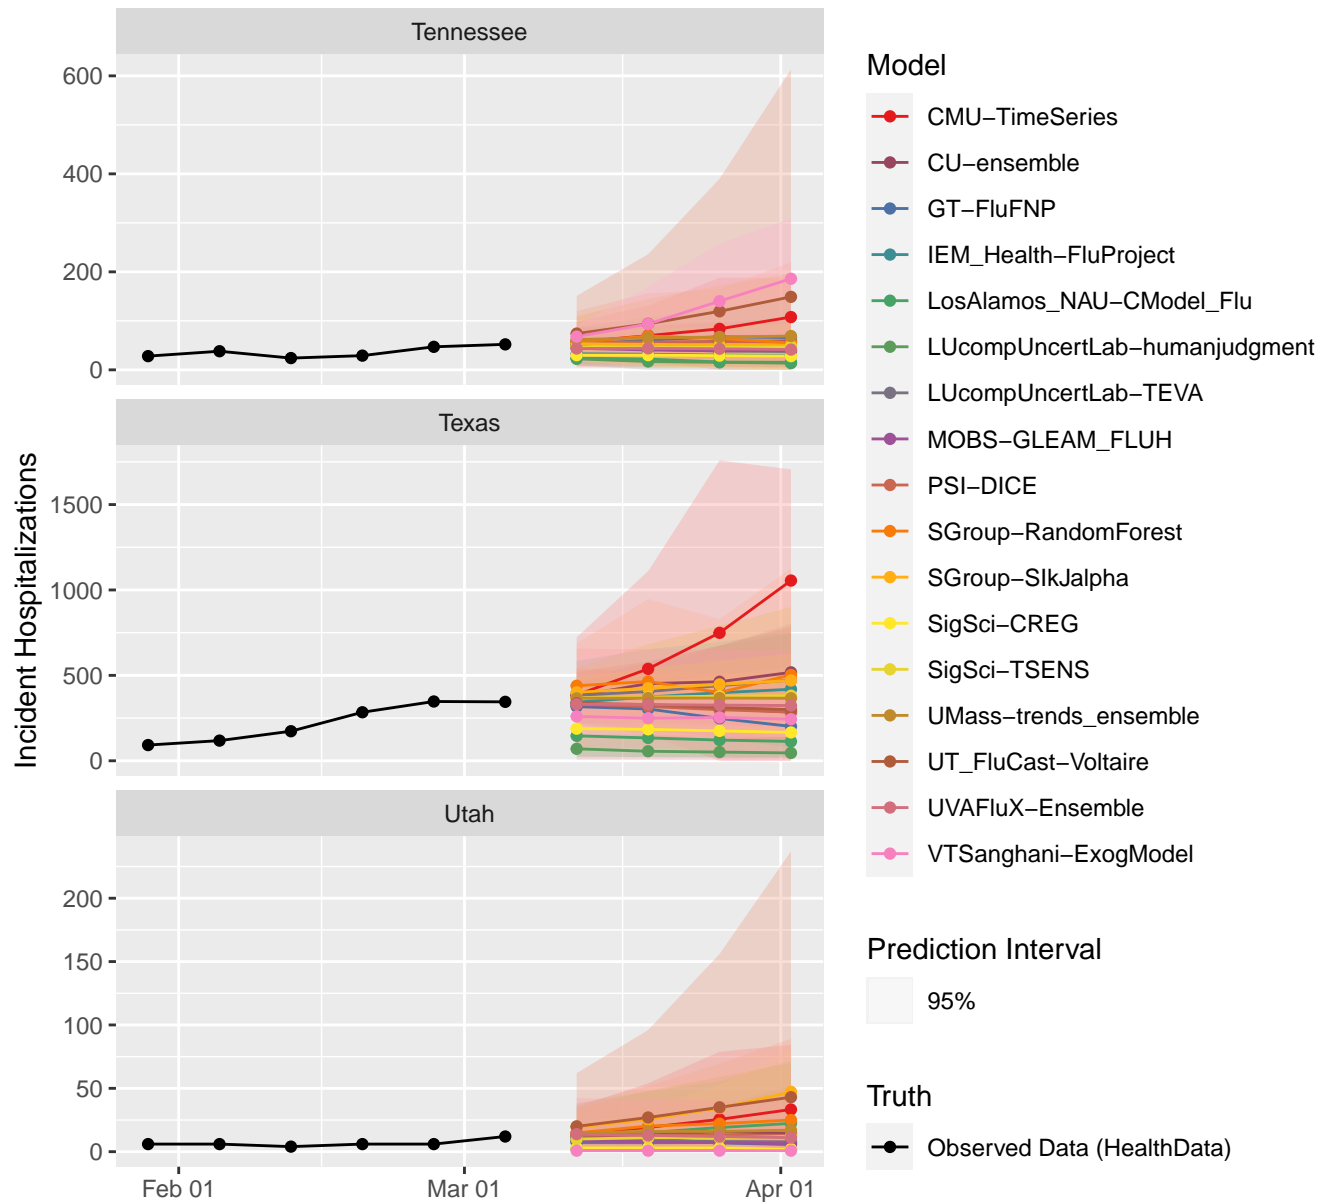 Tennessee
600
400
200
0
Texas
1500
1000
500
0
Utah
200
150
100
50
0
Feb 01
Mar 01
Apr 01
Incident Hospitalizations
Model
CMU−TimeSeries
CU−ensemble
GT−FluFNP
IEM_Health−FluProject
LosAlamos_NAU−CModel_Flu
LUcompUncertLab−humanjudgment
LUcompUncertLab−TEVA
MOBS−GLEAM_FLUH
PSI−DICE
SGroup−RandomForest
SGroup−SIkJalpha
SigSci−CREG
SigSci−TSENS
UMass−trends_ensemble
UT_FluCast−Voltaire
UVAFluX−Ensemble
VTSanghani−ExogModel
Prediction Interval
95%
Truth
Observed Data (HealthData)